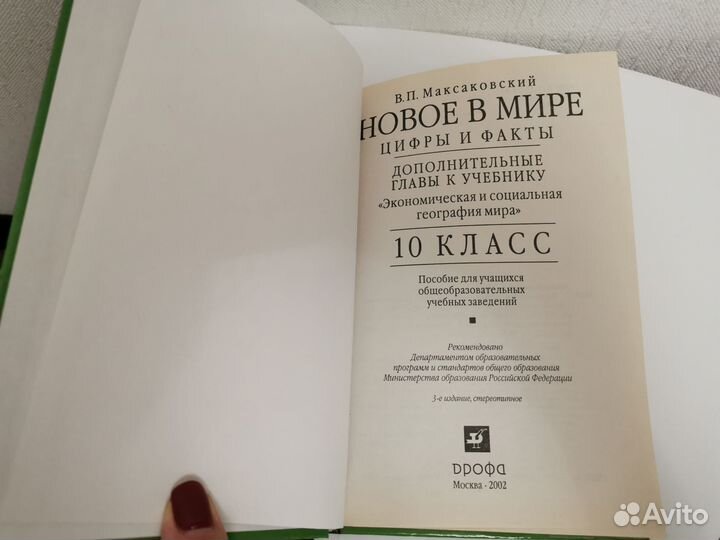 В.П. Максаковский
НОВОЕ В МИРЕ
ЦИФРЫ И ФАКТЫ
ДОПОЛНИТЕЛЬНЫЕ
ГЛАВЫ К УЧЕБНИКУ
«Экономическая и социальная
география мира»
10 КЛАСС
Пособие для учащихся
общеобразовательных
учебных заведений
Рекомендовано
Департаментом образовательных
программ и стандартов общего образования
Министерства образования Российской Федерации
3-е издание, стереотипное
дрофа
Москва · 2002
Avito